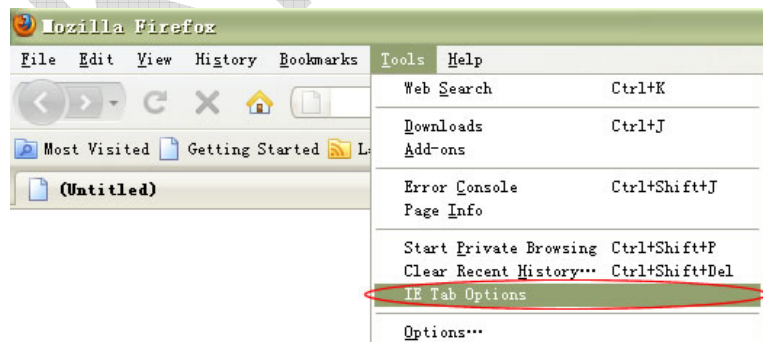 Mozilla Firefox
File Edit View History Bookmarks Tools Help
Web Search Ctrl+K
Downloads Ctrl+J
Add-ons
Error Console Ctrl+Shift+J
Page Info
Start Private Browsing Ctrl+Shift+P
Clear Recent History… Ctrl+Shift+Del
IE Tab Options
Options…
Most Visited Getting Started
(Untitled)